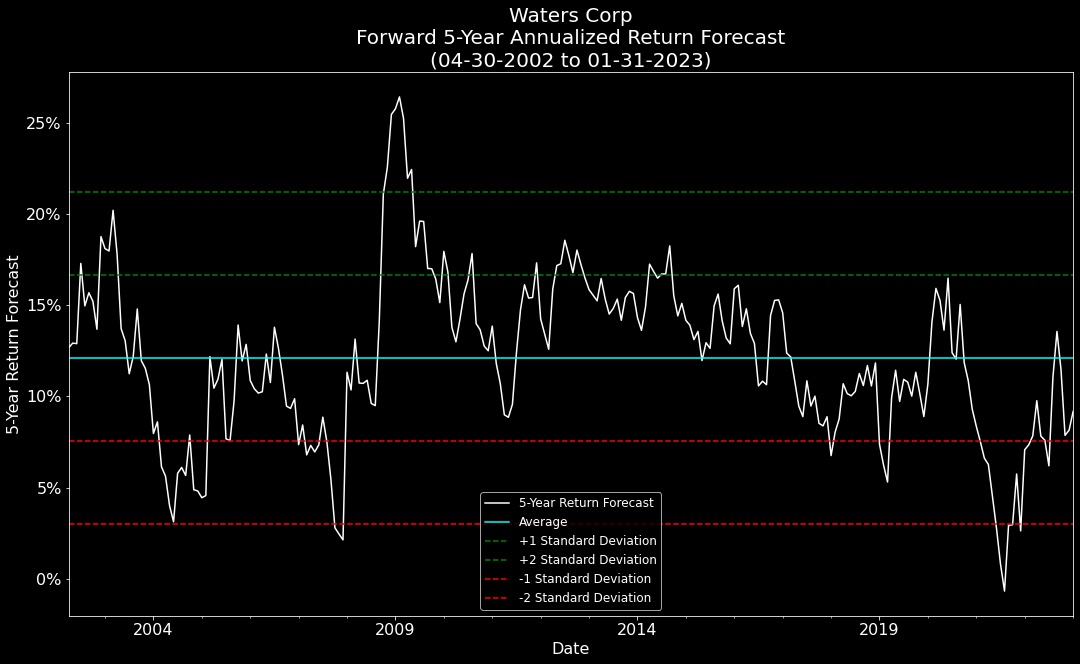 Waters Corp
Forward 5-Year Annualized Return Forecast
(04-30-2002 to 01-31-2023)
5-Year Return Forecast
25%
20%
15%
10%
5%
0%
5-Year Return Forecast
Average
+1 Standard Deviation
+2 Standard Deviation
-1 Standard Deviation
-2 Standard Deviation
2004
2009
2014
2019
Date